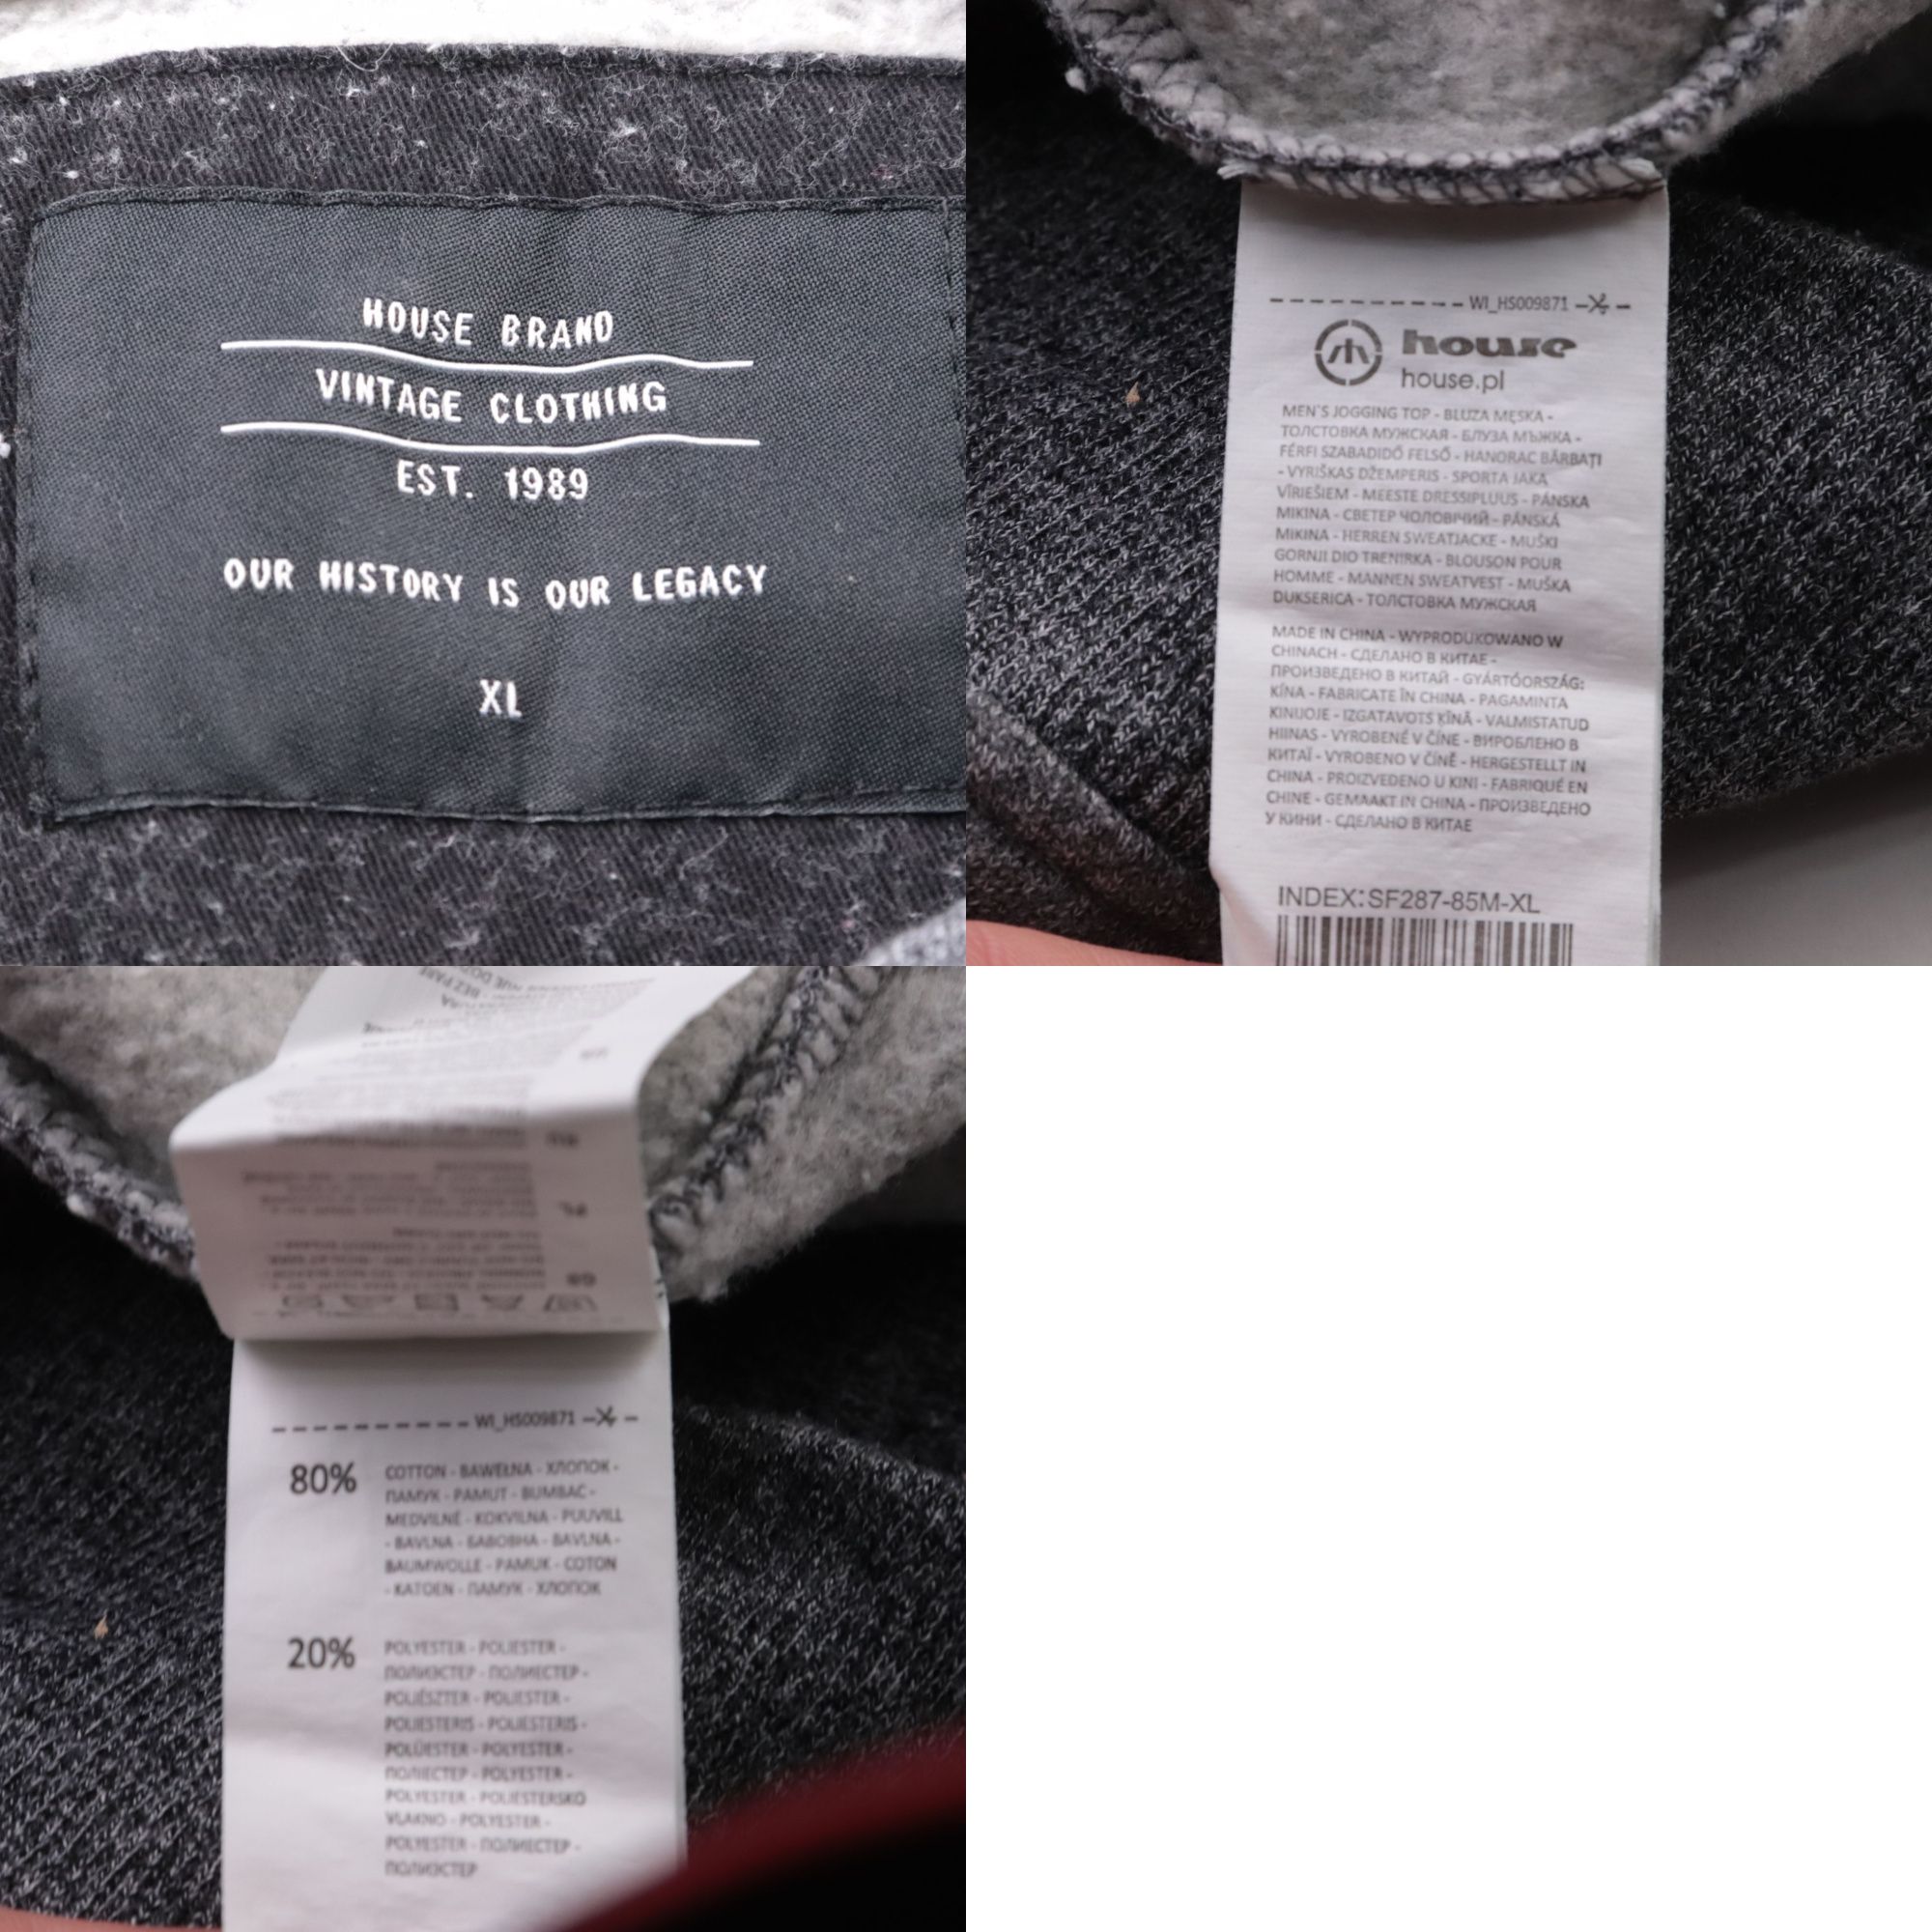 HOUSE BRAND
VINTAGE CLOTHING
EST. 1989
OUR HISTORY IS OUR LEGACY
XL
WI_HS009871
house
house.pl
MEN`S JOGGING TOP - BLUZA MĘSKA -
ТОЛСТОВКА МУЖСКАЯ - БЛУЗА МЪЖКА -
FÉRFI SZABADIDŐ FELSŐ - HANORAC BĂRBAȚI
- VYRIŠKAS DŽEMPERIS - SPORTA JAKA
VĪRIEŠIEM - MEESTE DRESSIPLUUS - PÁNSKA
MIKINA - СВЕТЕР ЧОЛОВІЧИЙ - PÁNSKÁ
MIKINA - HERREN SWEATJACKE - MUŠKI
GORNJI DIO TRENIRKA - BLOUSON POUR
HOMME - MANNEN SWEATVEST - MUŠKA
DUKSERICA - ТОЛСТОВКА МУЖСКАЯ
MADE IN CHINA - WYPRODUKOWANO W
CHINACH - СДЕЛАНО В КИТАЕ -
ПРОИЗВЕДЕНО В КИТАЙ - GYÁRTÓORSZÁG:
KÍNA - FABRICATE ÎN CHINA - PAGAMINTA
KINIJOJE - IZGATAVOTS ĶĪNĀ - VALMISTATUD
HIINAS - VYROBENÉ V ČÍNE - ВИРОБЛЕНО В
КИТАЇ - VYROBENO V ČÍNĚ - HERGESTELLT IN
CHINA - PROIZVEDENO U KINI - FABRIQUÉ EN
CHINE - GEMAAKT IN CHINA - ПРОИЗВЕДЕНО
У КИНИ - СДЕЛАНО В КИТАЕ
INDEX:SF287-85M-XL
WI_HS009871
80%
COTTON - BAWEŁNA - ХЛОПОК -
ПАМУК - PAMUT - BUMBAC -
MEDVILNĖ - KOKVILNA - PUUVILL
- BAVLNA - БАВОВНА - BAVLNA -
BAUMWOLLE - PAMUK - COTON
- KATOEN - ПАМУК - ХЛОПОК
20%
POLYESTER - POLIESTER -
ПОЛИЭСТЕР - ПОЛИЕСТЕР -
POLIÉSZTER - POLIESTER -
POLIESTERIS - POLIESTERIS -
POLÜESTER - POLYESTER -
ПОЛІЕСТЕР - POLYESTER -
POLYESTER - POLIESTERSKO
VLAKNO - POLYESTER -
POLYESTER - ПОЛИЕСТЕР -
ПОЛИЭСТЕР